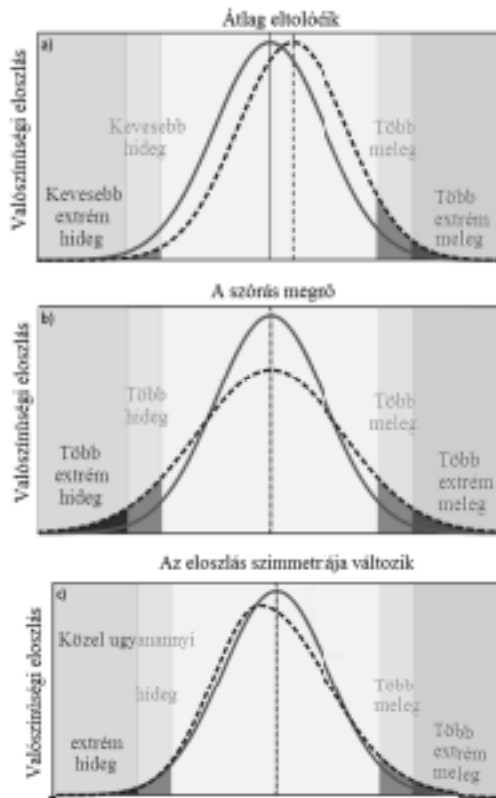 Átlag eltolódik
a)
Valószínűségi eloszlás
Kevesebb
hideg
Több
meleg
Kevesebb
extrém
hideg
Több
extrém
meleg
A szórás megnő
b)
Valószínűségi eloszlás
Több
hideg
Több
meleg
Több
extrém
hideg
Több
extrém
meleg
Az eloszlás szimmetrája változik
c)
Valószínűségi eloszlás
Közel ugyanannyi
hideg
Több
meleg
extrém
hideg
Több
extrém
meleg